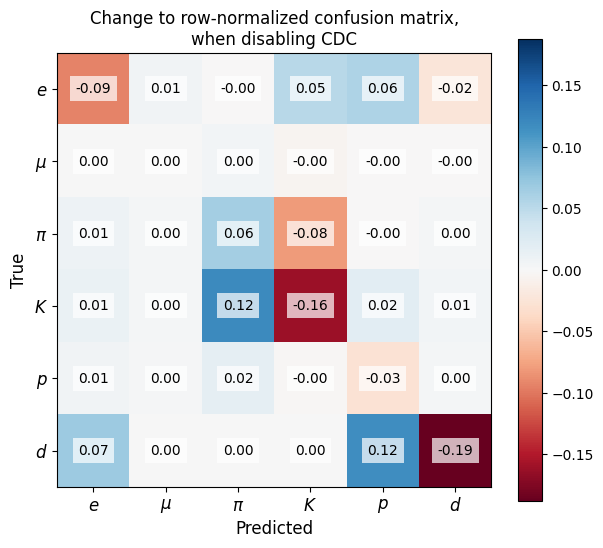 Change to row-normalized confusion matrix,
when disabling CDC
True
e -0.09 0.01 -0.00 0.05 0.06 -0.02
μ 0.00 0.00 0.00 -0.00 -0.00 -0.00
π 0.01 0.00 0.06 -0.08 -0.00 0.00
K 0.01 0.00 0.12 -0.16 0.02 0.01
p 0.01 0.00 0.02 -0.00 -0.03 0.00
d 0.07 0.00 0.00 0.00 0.12 -0.19
e μ π K p d
Predicted
0.15
0.10
0.05
0.00
−0.05
−0.10
−0.15